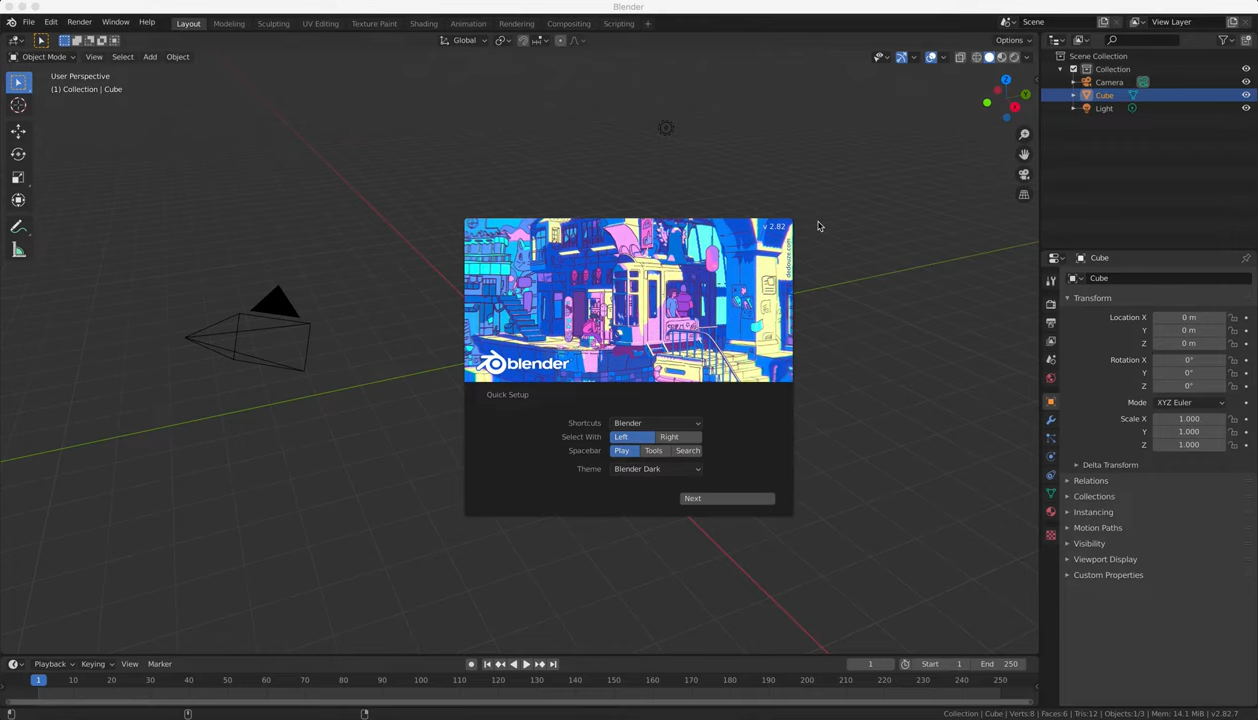 Blender
File Edit Render Window Help Layout Modeling Sculpting UV Editing Texture Paint Shading Animation Rendering Compositing Scripting + Scene View Layer
Global Options
Object Mode View Select Add Object
User Perspective
(1) Collection | Cube
Scene Collection
Collection
Camera
Cube
Light
Z
Y
X
v 2.82
dedouze.com
blender
Quick Setup
Shortcuts Blender
Select With Left Right
Spacebar Play Tools Search
Theme Blender Dark
Next
Cube
Cube
Transform
Location X 0 m
Y 0 m
Z 0 m
Rotation X 0°
Y 0°
Z 0°
Mode XYZ Euler
Scale X 1.000
Y 1.000
Z 1.000
Delta Transform
Relations
Collections
Instancing
Motion Paths
Visibility
Viewport Display
Custom Properties
Playback Keying View Marker 1 Start 1 End 250
1 10 20 30 40 50 60 70 80 90 100 110 120 130 140 150 160 170 180 190 200 210 220 230 240 250
Collection | Cube | Verts:8 | Faces:6 | Tris:12 | Objects:1/3 | Mem: 14.1 MiB | v2.82.7